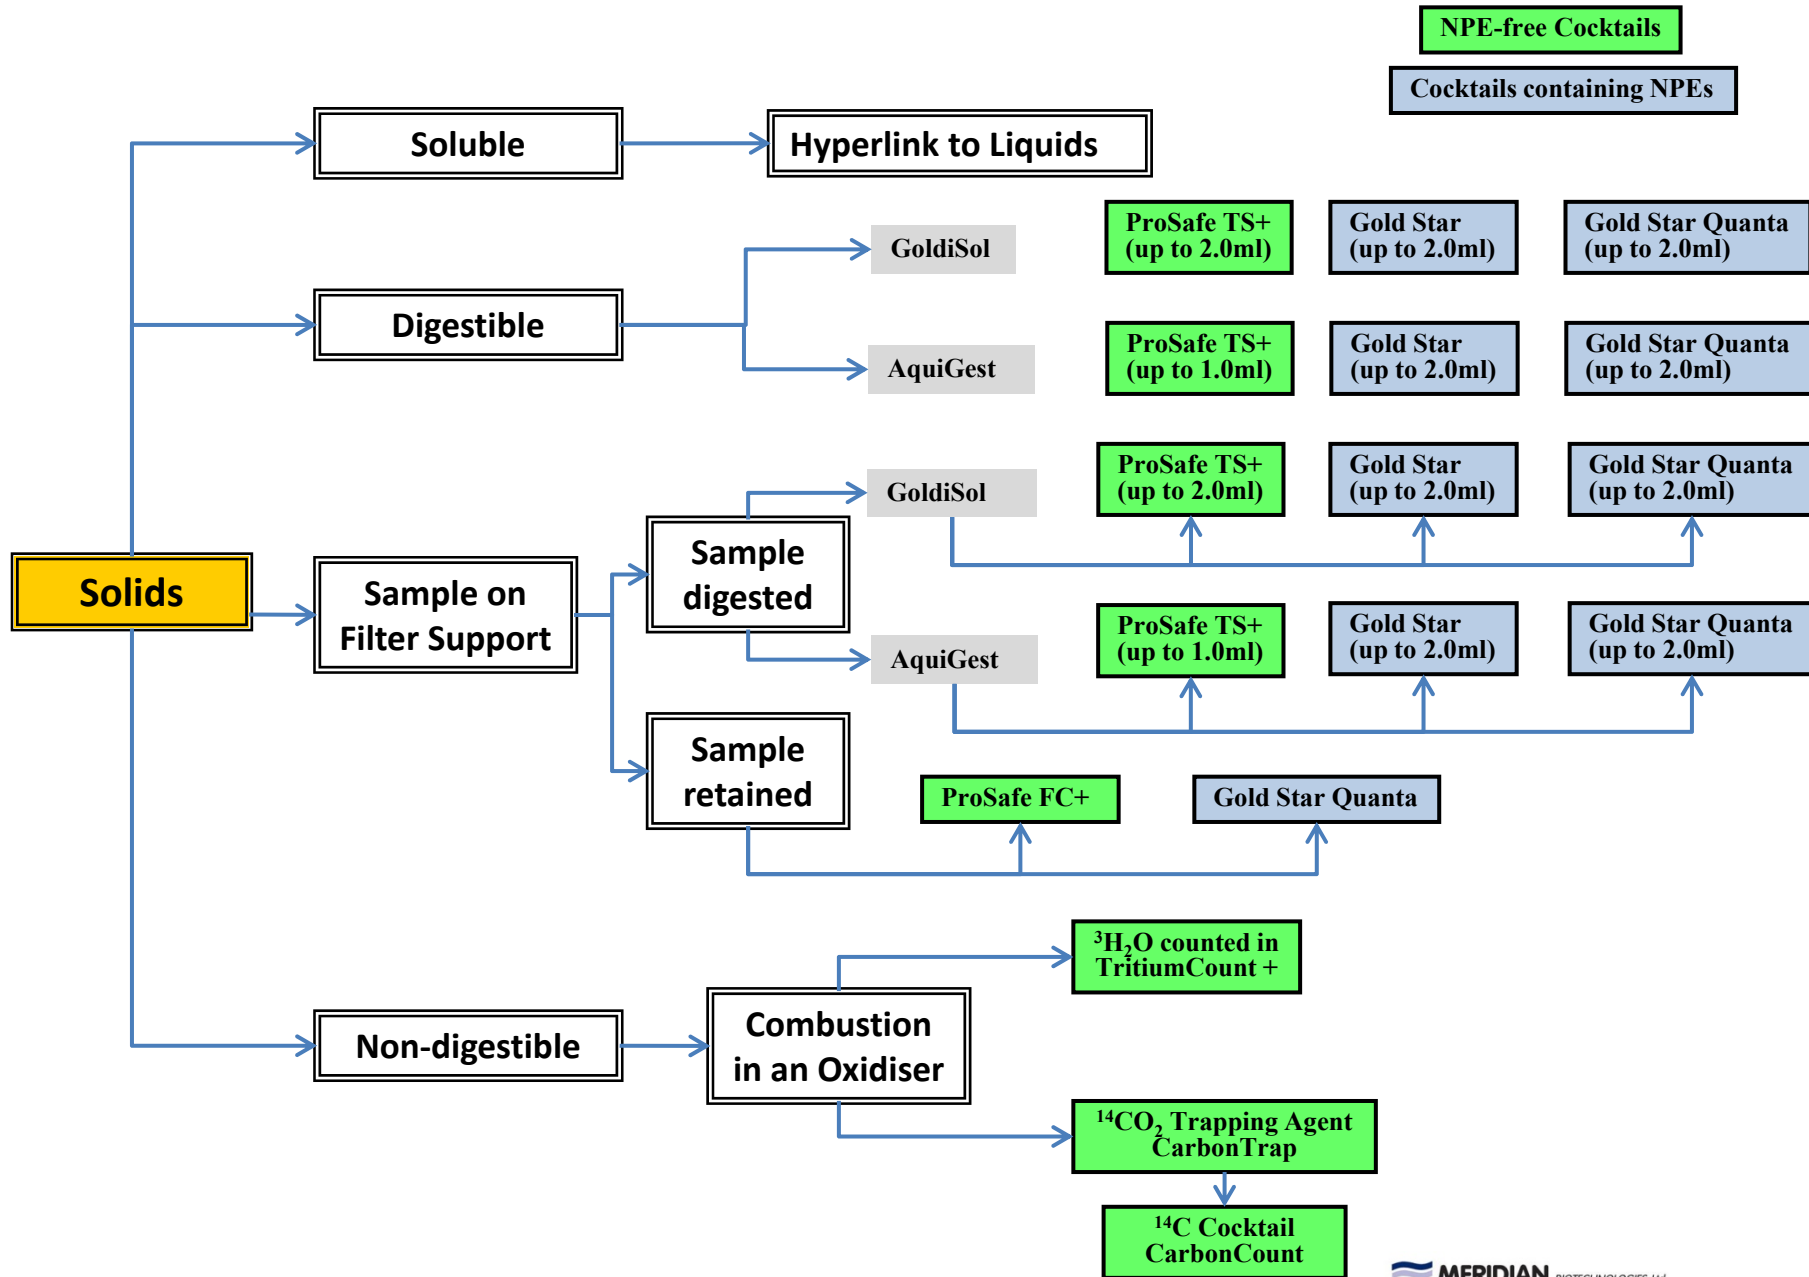 NPE-free Cocktails
Cocktails containing NPEs
Soluble
Hyperlink to Liquids
GoldiSol
ProSafe TS+
(up to 2.0ml)
Gold Star
(up to 2.0ml)
Gold Star Quanta
(up to 2.0ml)
Digestible
AquiGest
ProSafe TS+
(up to 1.0ml)
Gold Star
(up to 2.0ml)
Gold Star Quanta
(up to 2.0ml)
Solids
Sample on
Filter Support
Sample
digested
GoldiSol
ProSafe TS+
(up to 2.0ml)
Gold Star
(up to 2.0ml)
Gold Star Quanta
(up to 2.0ml)
AquiGest
ProSafe TS+
(up to 1.0ml)
Gold Star
(up to 2.0ml)
Gold Star Quanta
(up to 2.0ml)
Sample
retained
ProSafe FC+
Gold Star Quanta
Non-digestible
Combustion
in an Oxidiser
³H₂O counted in
TritiumCount +
¹⁴CO₂ Trapping Agent
CarbonTrap
¹⁴C Cocktail
CarbonCount
MERIDIAN BIOTECHNOLOGIES Ltd